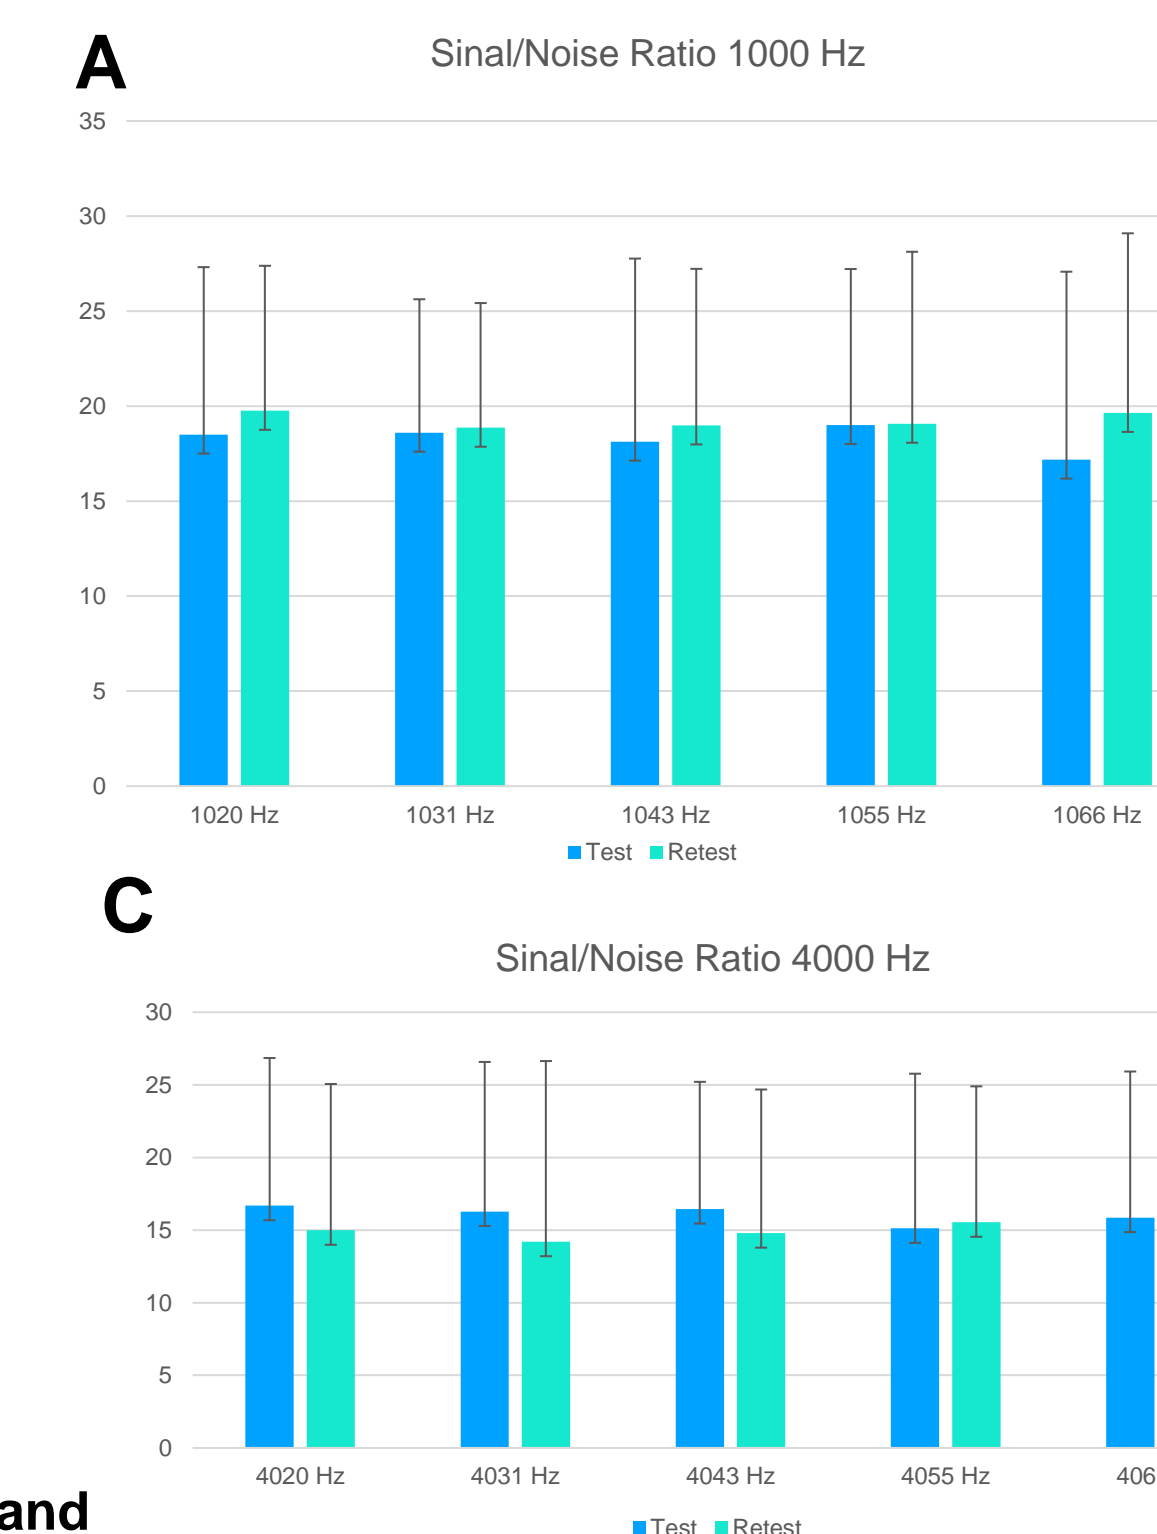 A
Sinal/Noise Ratio 1000 Hz
35
30
25
20
15
10
5
0
1020 Hz 1031 Hz 1043 Hz 1055 Hz 1066 Hz
Test Retest
C
Sinal/Noise Ratio 4000 Hz
30
25
20
15
10
5
0
4020 Hz 4031 Hz 4043 Hz 4055 Hz 406
and
Test Retest